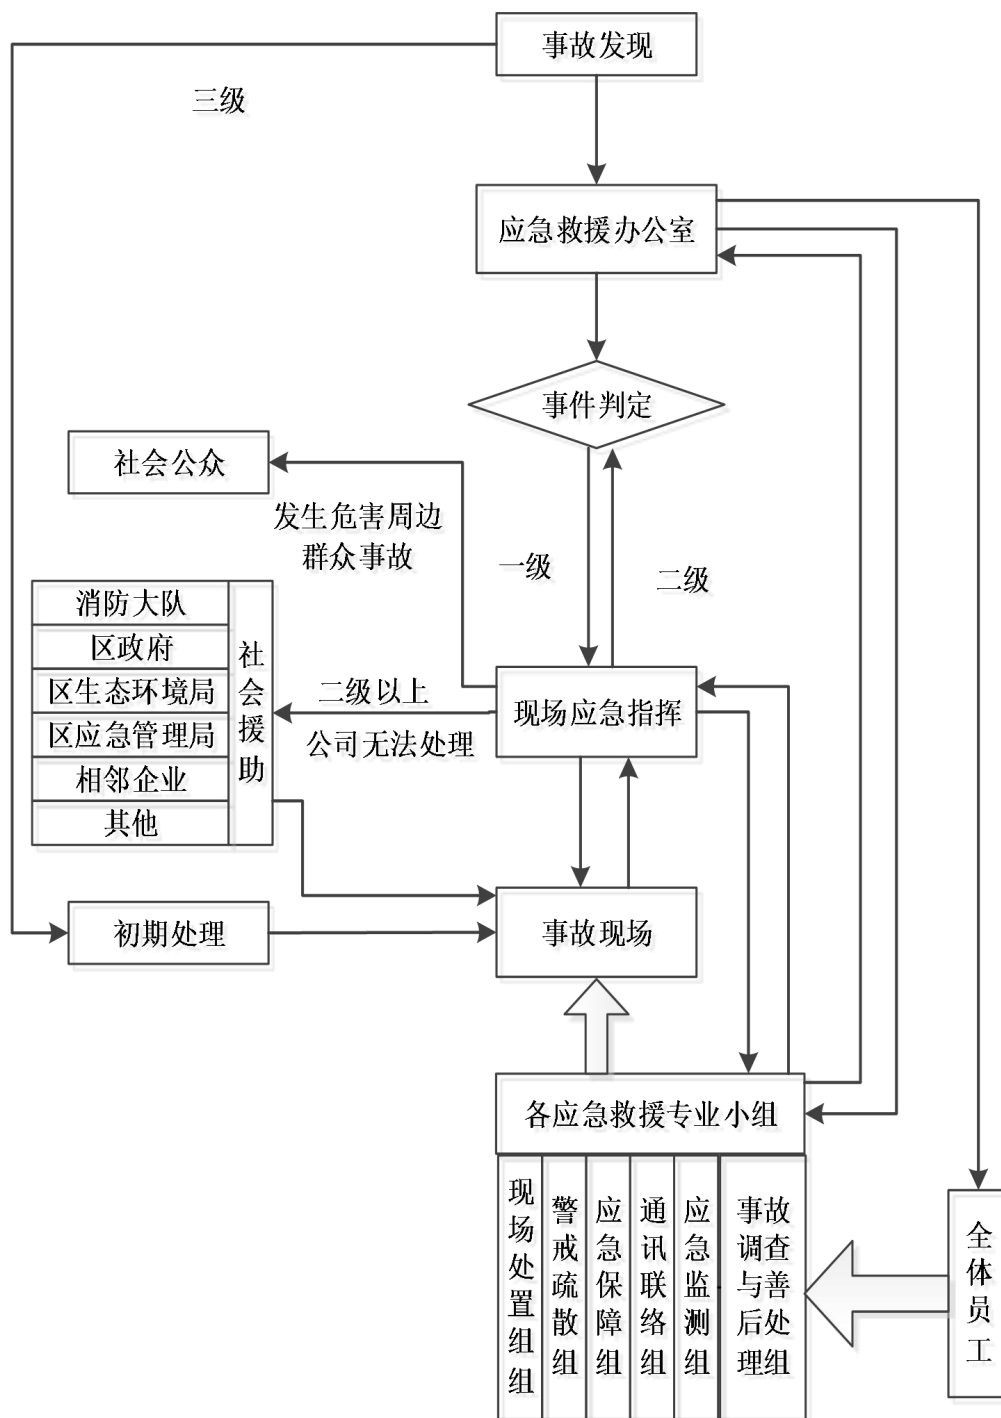 事故发现
三级
应急救援办公室
事件判定
社会公众
发生危害周边
群众事故
一级
二级
消防大队
区政府
区生态环境局
区应急管理局
相邻企业
其他
社会援助
二级以上
公司无法处理
现场应急指挥
初期处理
事故现场
各应急救援专业小组
现场处置组组
警戒疏散组
应急保障组
通讯联络组
应急监测组
事故
调查
与善
后处
理组
全体员工